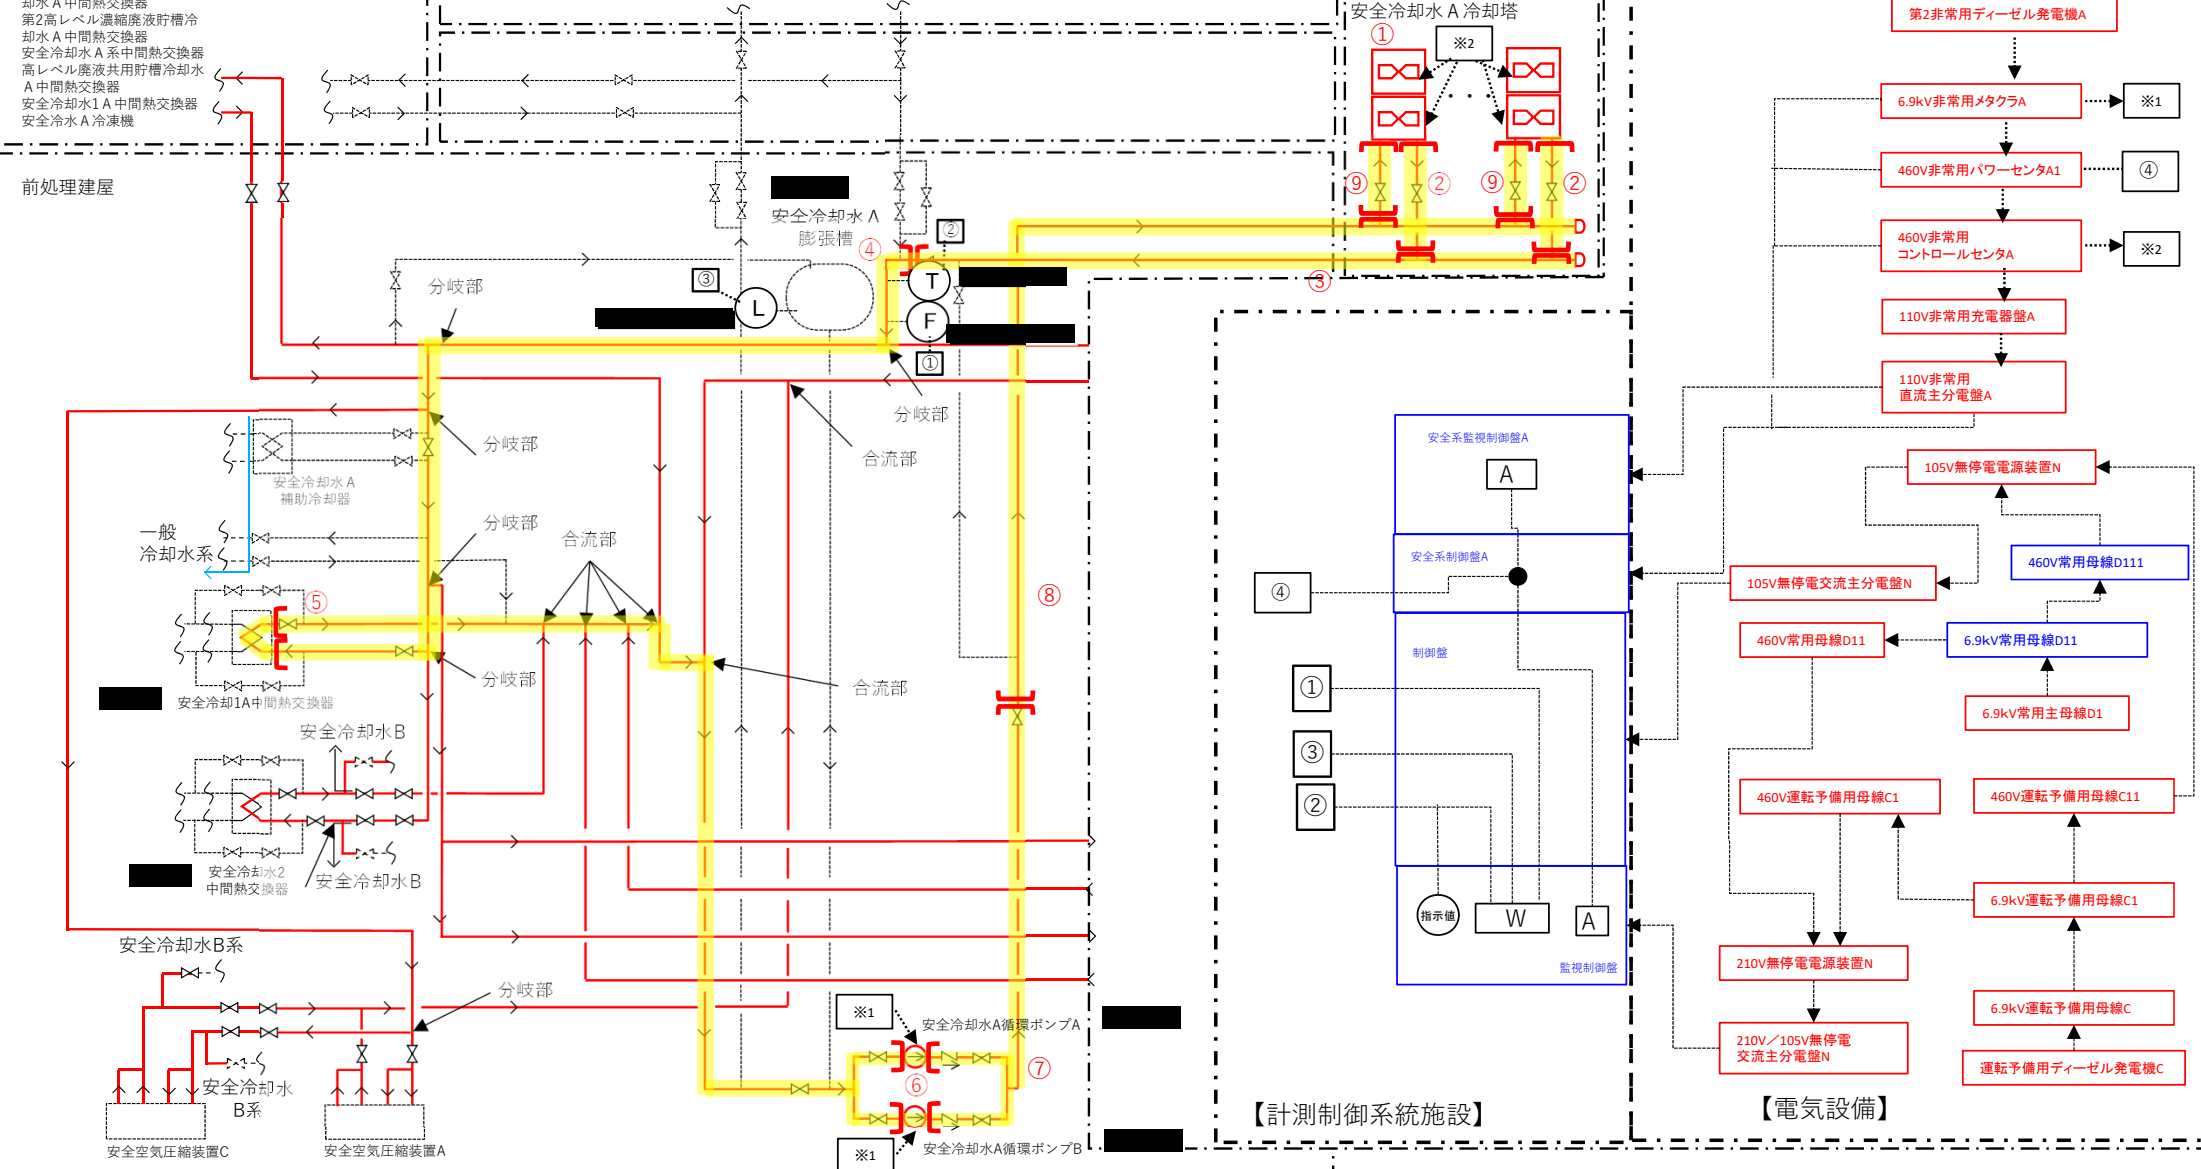 却水A中間熱交換器
第2高レベル濃縮廃液貯槽冷
却水A中間熱交換器
安全冷却水A系中間熱交換器
高レベル廃液共用貯槽冷却水
A中間熱交換器
安全冷却水1A中間熱交換器
安全冷却水A冷凍機
前処理建屋
安全冷却水A
膨張槽
④
②
③
L
T
F
①
分岐部
分岐部
合流部
分岐部
安全冷却水A
補助冷却器
一般
冷却水系
分岐部
合流部
⑤
分岐部
合流部
安全冷却1A中間熱交換器
安全冷却水B
安全冷却水2
中間熱交換器
安全冷却水B
安全冷却水B系
分岐部
安全冷却水
B系
安全空気圧縮装置C
安全空気圧縮装置A
※1
安全冷却水A循環ポンプA
⑥
⑦
⑧
安全冷却水A循環ポンプB
※1
安全冷却水A冷却塔
①
※2
⑨
②
⑨
②
③
安全系監視制御盤A
A
安全系制御盤A
④
制御盤
①
③
②
指示値
W
A
監視制御盤
【計測制御系統施設】
第2非常用ディーゼル発電機A
6.9kV非常用メタクラA
※1
460V非常用パワーセンタA1
④
460V非常用
コントロールセンタA
※2
110V非常用充電器盤A
110V非常用
直流主分電盤A
105V無停電電源装置N
460V常用母線D111
105V無停電交流主分電盤N
460V常用母線D11
6.9kV常用母線D11
6.9kV常用主母線D1
460V運転予備用母線C1
460V運転予備用母線C11
6.9kV運転予備用母線C1
210V無停電電源装置N
6.9kV運転予備用母線C
210V／105V無停電
交流主分電盤N
運転予備用ディーゼル発電機C
【電気設備】